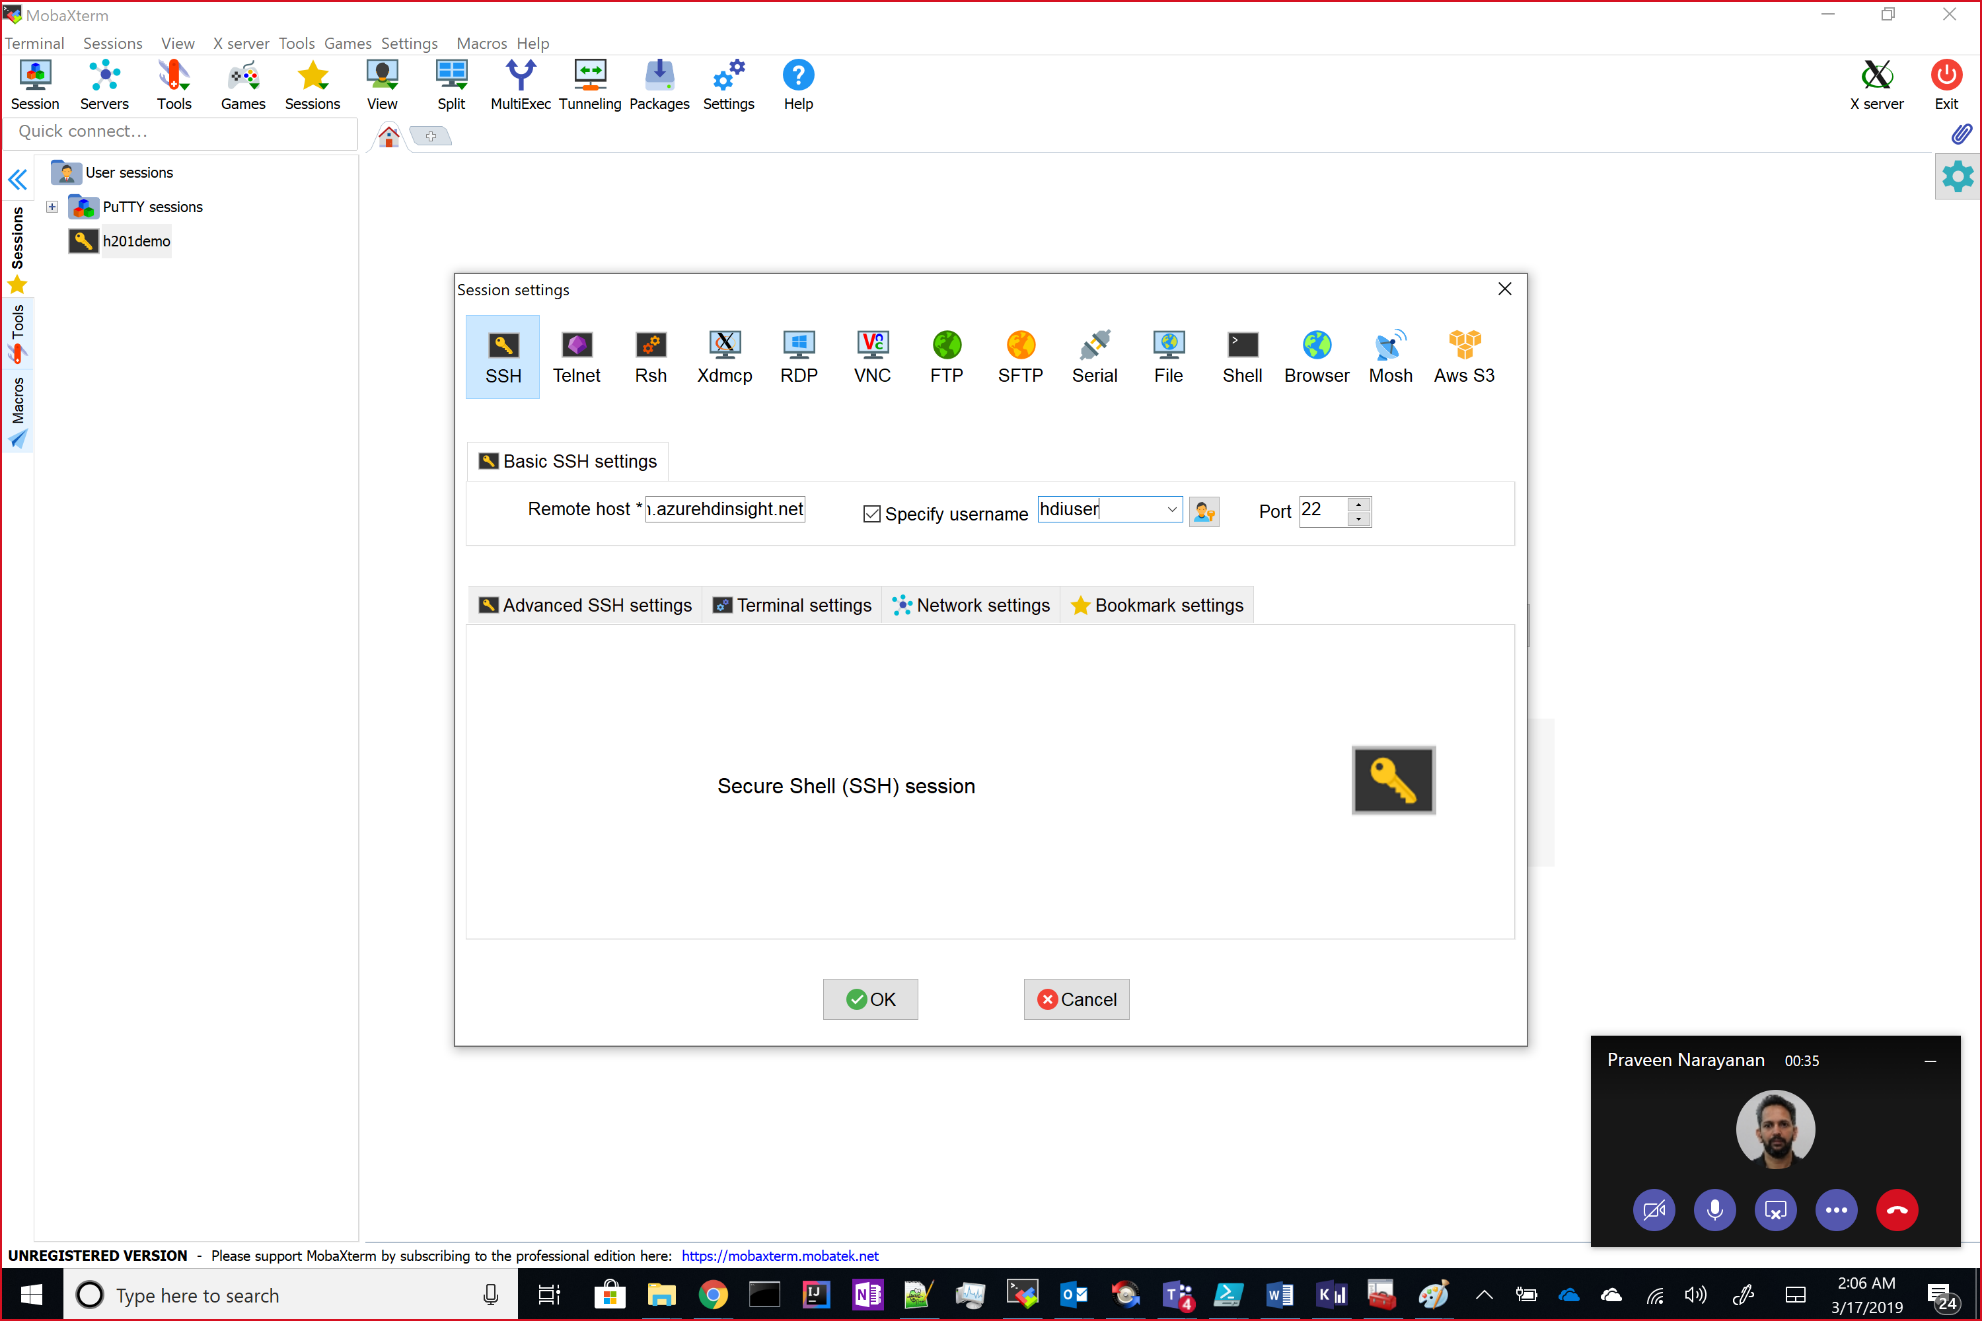 MobaXterm
Terminal Sessions View X server Tools Games Settings Macros Help
Session Servers Tools Games Sessions View Split MultiExec Tunneling Packages Settings Help X server Exit
Quick connect...
User sessions
PuTTY sessions
h201demo
Sessions
Tools
Macros
Session settings
SSH Telnet Rsh Xdmcp RDP VNC FTP SFTP Serial File Shell Browser Mosh Aws S3
Basic SSH settings
Remote host * .azurehdinsight.net Specify username hdiuser Port 22
Advanced SSH settings Terminal settings Network settings Bookmark settings
Secure Shell (SSH) session
OK Cancel
Praveen Narayanan 00:35
UNREGISTERED VERSION - Please support MobaXterm by subscribing to the professional edition here: https://mobaxterm.mobatek.net
Type here to search
2:06 AM
3/17/2019
24
4